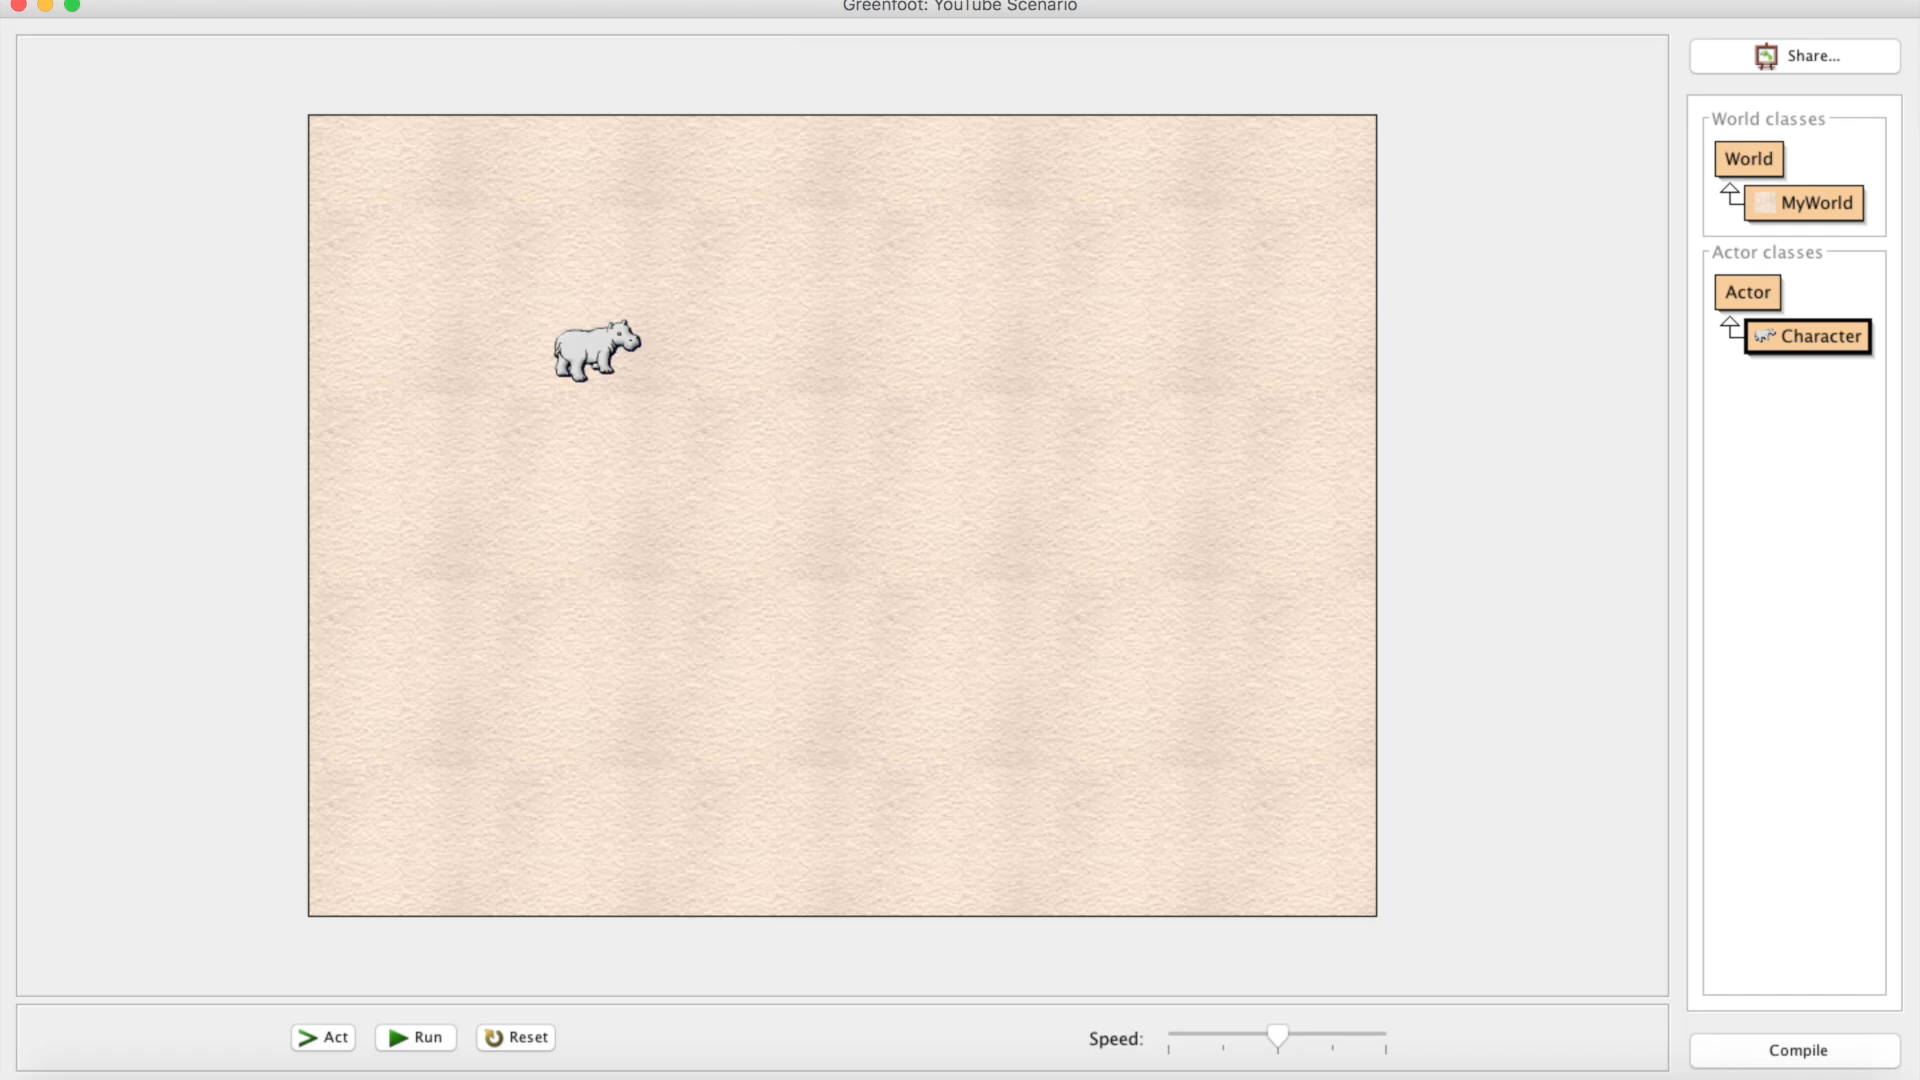 Greenfoot: YouTube Scenario
Share...
World classes
World
MyWorld
Actor classes
Actor
Character
Act
Run
Reset
Speed:
Compile